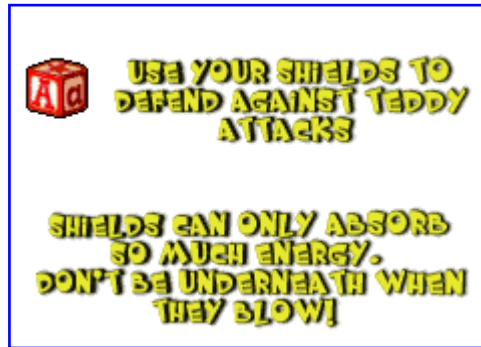 A a
USE YOUR SHIELDS TO
DEFEND AGAINST TEDDY
ATTACKS
SHIELDS CAN ONLY ABSORB
SO MUCH ENERGY.
DON'T BE UNDERNEATH WHEN
THEY BLOW!